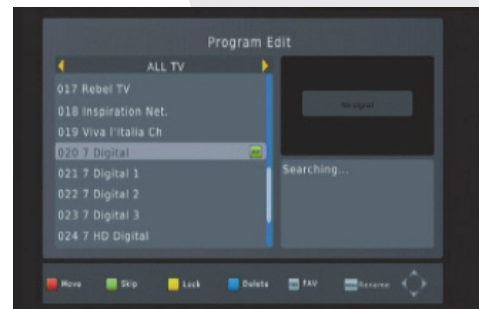 Program Edit
ALL TV
017 Rebel TV
018 Inspiration Net.
019 Viva l'Italia Ch
020 7 Digital
021 7 Digital 1
022 7 Digital 2
023 7 Digital 3
024 7 HD Digital
No signal
Searching...
Move Skip Lock Delete FAV Rename